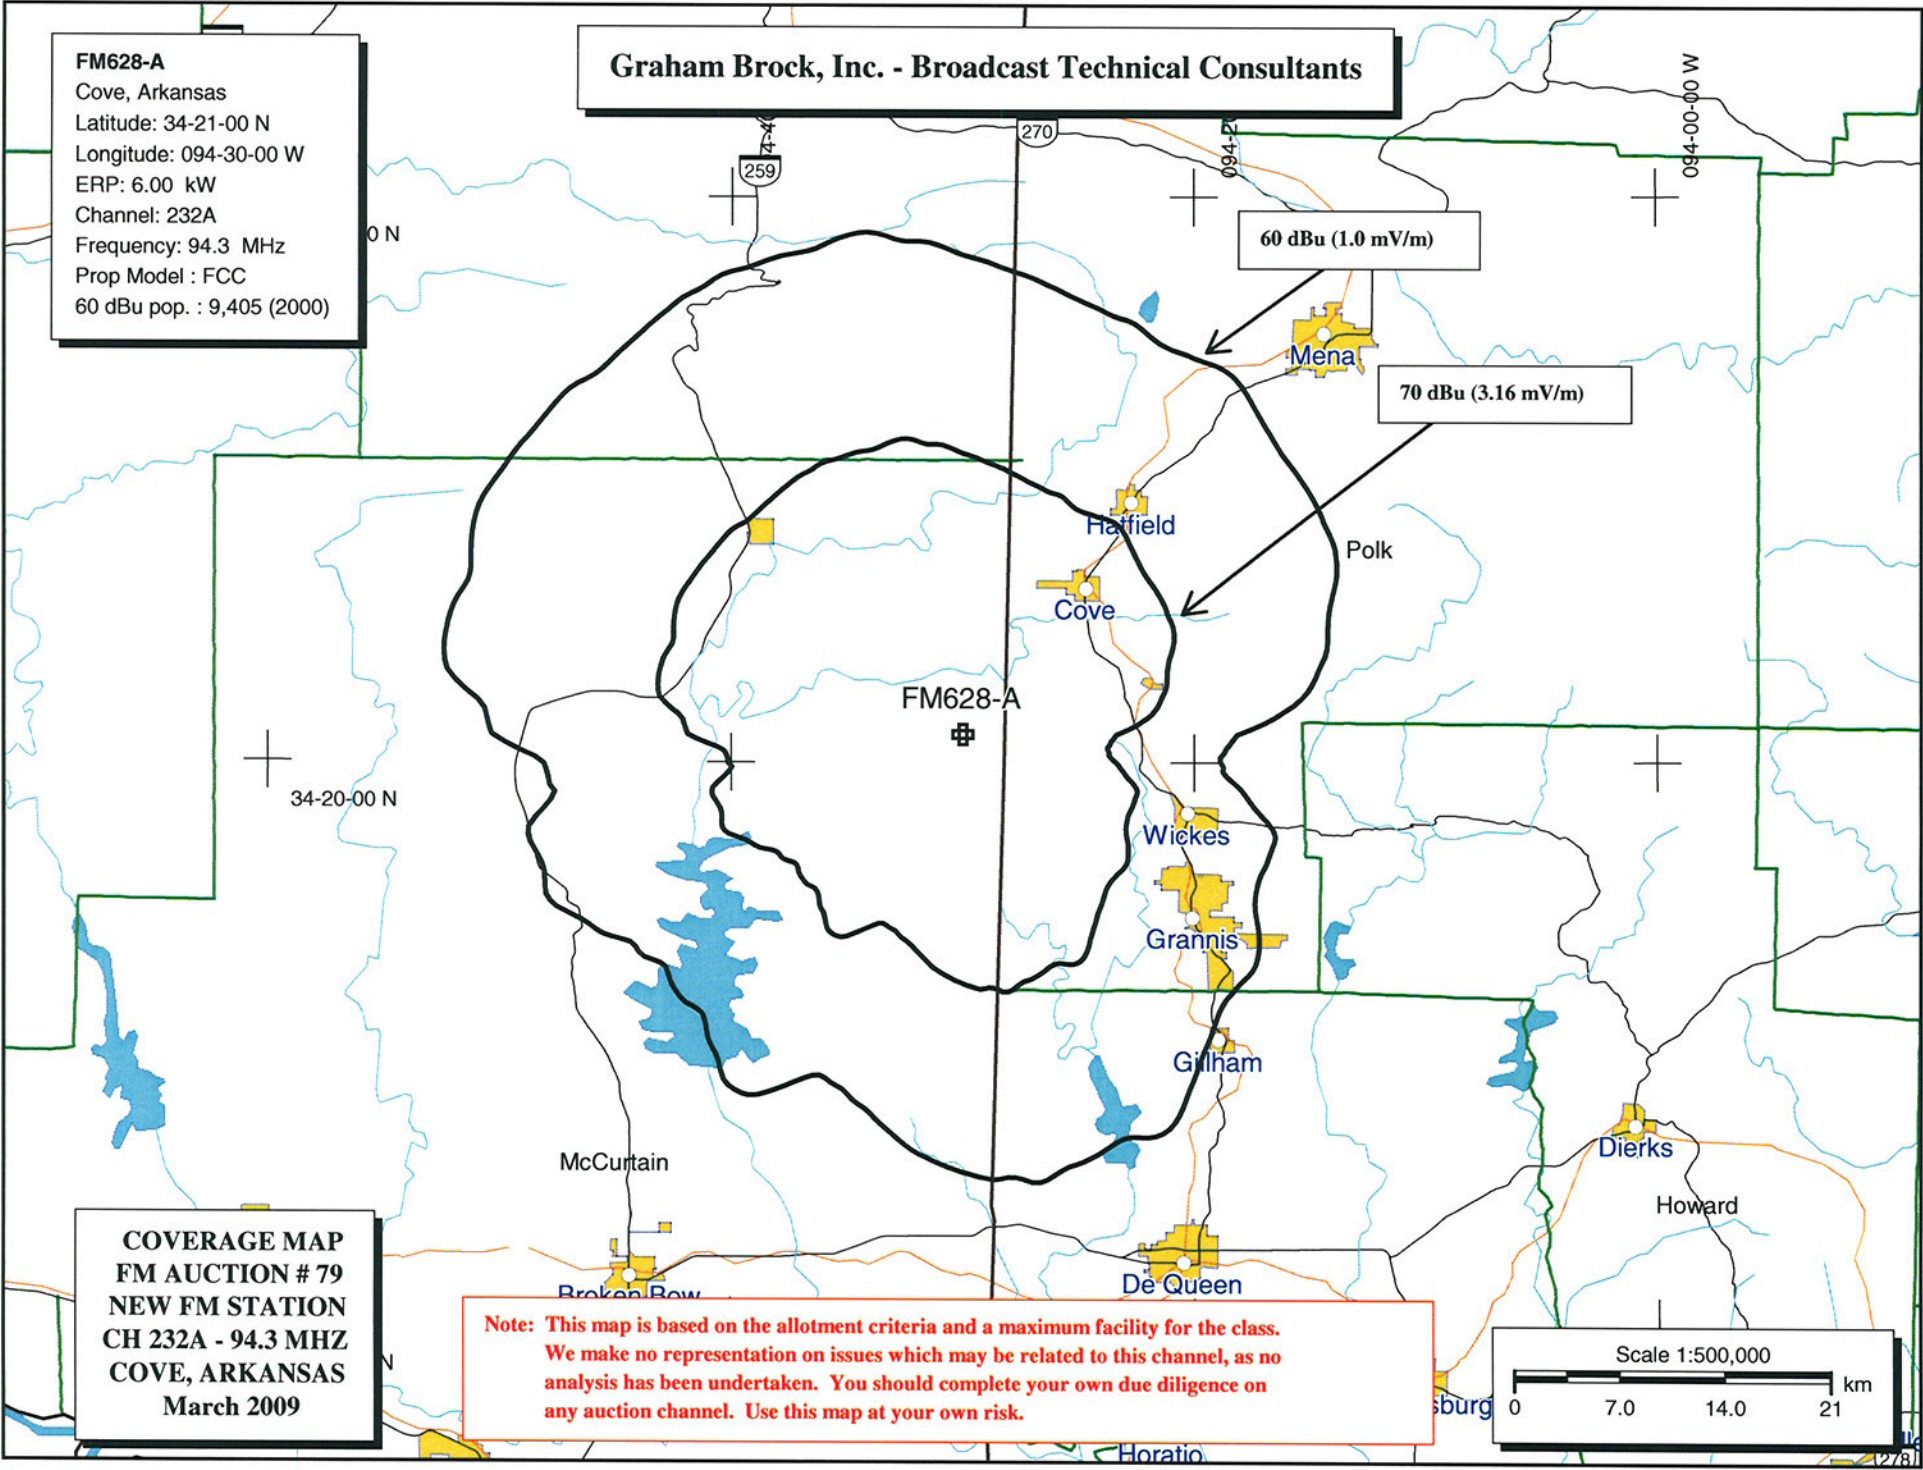 FM628-A
Cove, Arkansas
Latitude: 34-21-00 N
Longitude: 094-30-00 W
ERP: 6.00 kW
Channel: 232A
Frequency: 94.3 MHz
Prop Model : FCC
60 dBu pop. : 9,405 (2000)
Graham Brock, Inc. - Broadcast Technical Consultants
270
259
094-00-00 W
094-2
4-4
0 N
60 dBu (1.0 mV/m)
Mena
70 dBu (3.16 mV/m)
Hatfield
Polk
Cove
FM628-A
34-20-00 N
Wickes
Grannis
Gillham
Dierks
McCurtain
Howard
Broken Bow
De Queen
COVERAGE MAP
FM AUCTION # 79
NEW FM STATION
CH 232A - 94.3 MHZ
COVE, ARKANSAS
March 2009
N
Note: This map is based on the allotment criteria and a maximum facility for the class.
We make no representation on issues which may be related to this channel, as no
analysis has been undertaken. You should complete your own due diligence on
any auction channel. Use this map at your own risk.
sburg
Scale 1:500,000
km
0 7.0 14.0 21
Horatio
278